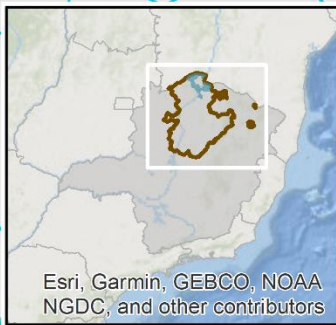 Esri, Garmin, GEBCO, NOAA
NGDC, and other contributors